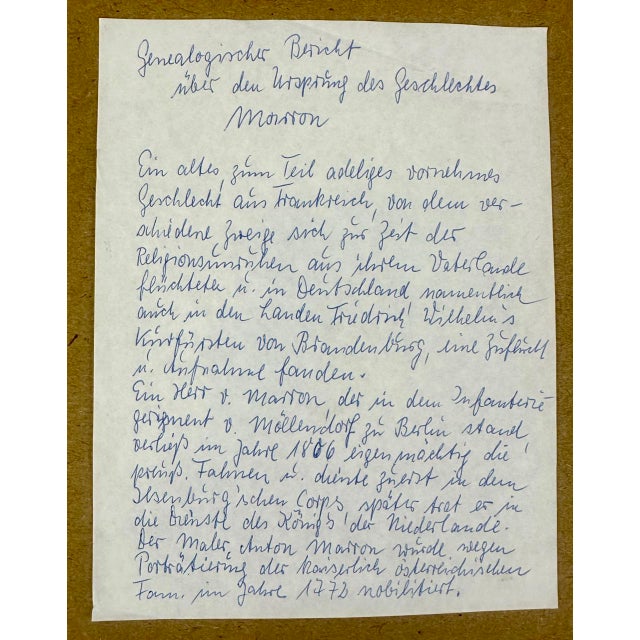 Genealogischer Bericht
über den Ursprung des Geschlechtes
Marron
Ein altes, zum Teil adeliges vornehmes
Geschlecht aus Frankreich, von dem ver-
schiedene Zweige sich zur Zeit der
Religionsunruhen aus ihrem Vaterlande
flüchteten u. in Deutschland namentlich
auch in den Landen Friedrich Wilhelm's
Kurfürsten von Brandenburg, eine Zuflucht
u. Aufnahme fanden.
Ein Herr v. Marron der in dem Infanterie-
regiment v. Möllendorf zu Berlin stand,
verließ im Jahre 1806 eigenmächtig die
preuß. Fahnen u. diente zuerst in dem
Isenburg'schen Corps, später trat er in
die Dienste des Königs der Niederlande.
Der Maler Anton Marron wurde wegen
Porträtierung der kaiserlich österreichischen
Fam. im Jahre 1772 nobilitiert.